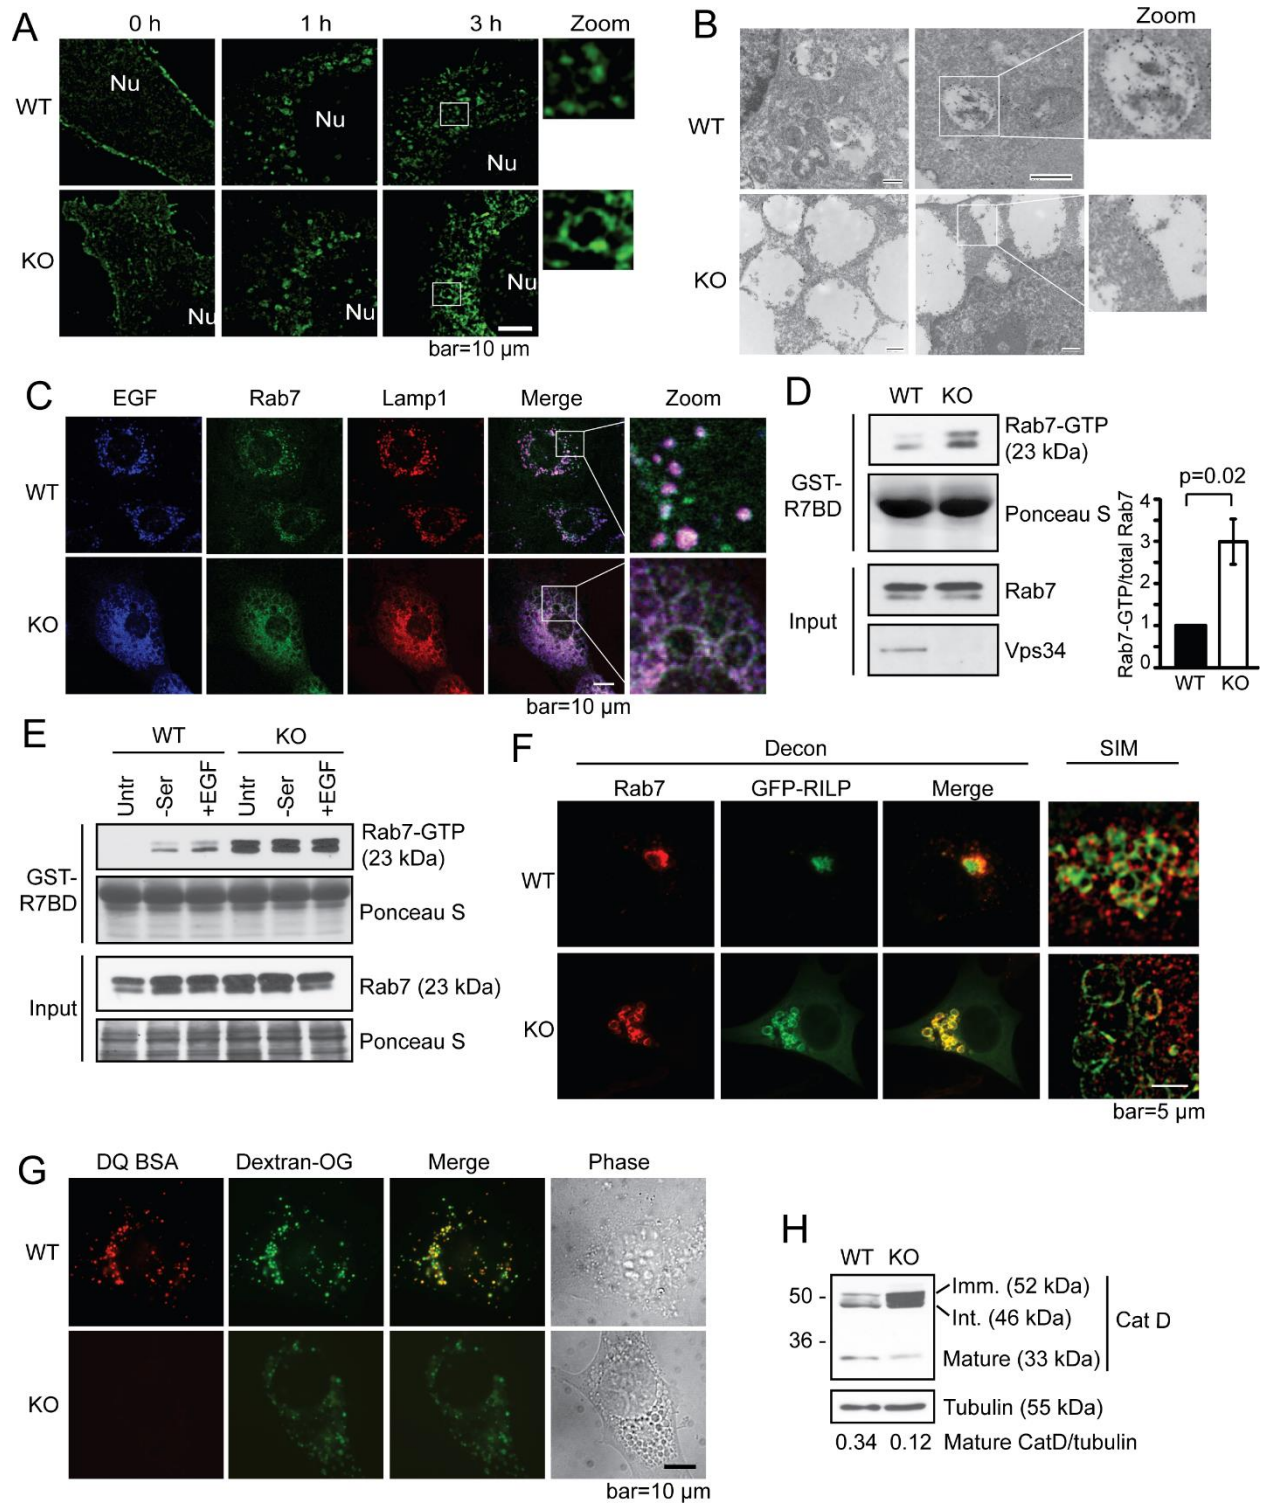 A
0 h
1 h
3 h
Zoom
WT
Nu
Nu
Nu
KO
Nu
Nu
Nu
bar=10 µm
B
Zoom
WT
KO
C
EGF
Rab7
Lamp1
Merge
Zoom
WT
KO
bar=10 µm
D
WT KO
GST-
R7BD
Rab7-GTP
(23 kDa)
Ponceau S
Input
Rab7
Vps34
p=0.02
Rab7-GTP/total Rab7
4
3
2
1
0
WT KO
E
WT
KO
Untr
-Ser
+EGF
Untr
-Ser
+EGF
GST-
R7BD
Rab7-GTP
(23 kDa)
Ponceau S
Input
Rab7 (23 kDa)
Ponceau S
F
Decon
SIM
Rab7
GFP-RILP
Merge
WT
KO
bar=5 µm
G
DQ BSA
Dextran-OG
Merge
Phase
WT
KO
bar=10 µm
H
WT KO
50 -
36 -
Imm. (52 kDa)
Int. (46 kDa)
Mature (33 kDa)
Cat D
Tubulin (55 kDa)
0.34 0.12 Mature CatD/tubulin